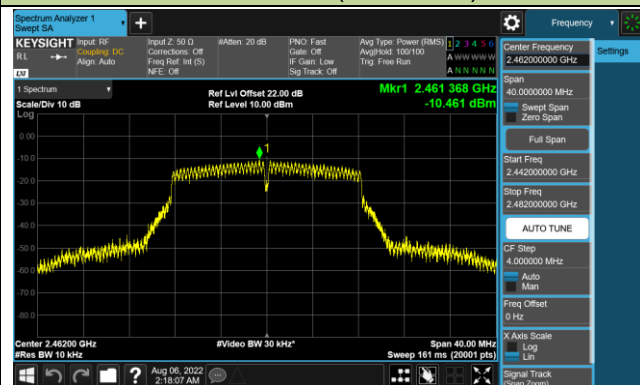 Spectrum Analyzer 1
Swept SA
Frequency
KEYSIGHT
Input: RF
Input Z: 50 Ω
#Atten: 20 dB
PNO: Fast
Avg Type: Power (RMS)
1 2 3 4 5 6
RL
Coupling: DC
Corrections: Off
Gate: Off
AvgHold: 100/100
A W W W W W
Align: Auto
Freq Ref: Int (S)
IF Gain: Low
Trig: Free Run
A N N N N N
LXI
NFE: Off
Sig Track: Off
1 Spectrum
Ref Lvl Offset 22.00 dB
Mkr1 2.461 368 GHz
Scale/Div 10 dB
Ref Level 10.00 dBm
-10.461 dBm
Log
1
0.00
-10.0
-20.0
-30.0
-40.0
-50.0
-60.0
-70.0
-80.0
Center 2.46200 GHz
#Video BW 30 kHz*
Span 40.00 MHz
#Res BW 10 kHz
Sweep 161 ms (20001 pts)
Aug 06, 2022
2:18:07 AM
Center Frequency
2.462000000 GHz
Settings
Span
40.0000000 MHz
Swept Span
Zero Span
Full Span
Start Freq
2.442000000 GHz
Stop Freq
2.482000000 GHz
AUTO TUNE
CF Step
4.000000 MHz
Auto
Man
Freq Offset
0 Hz
X Axis Scale
Log
Lin
Signal Track
(Span Zoom)